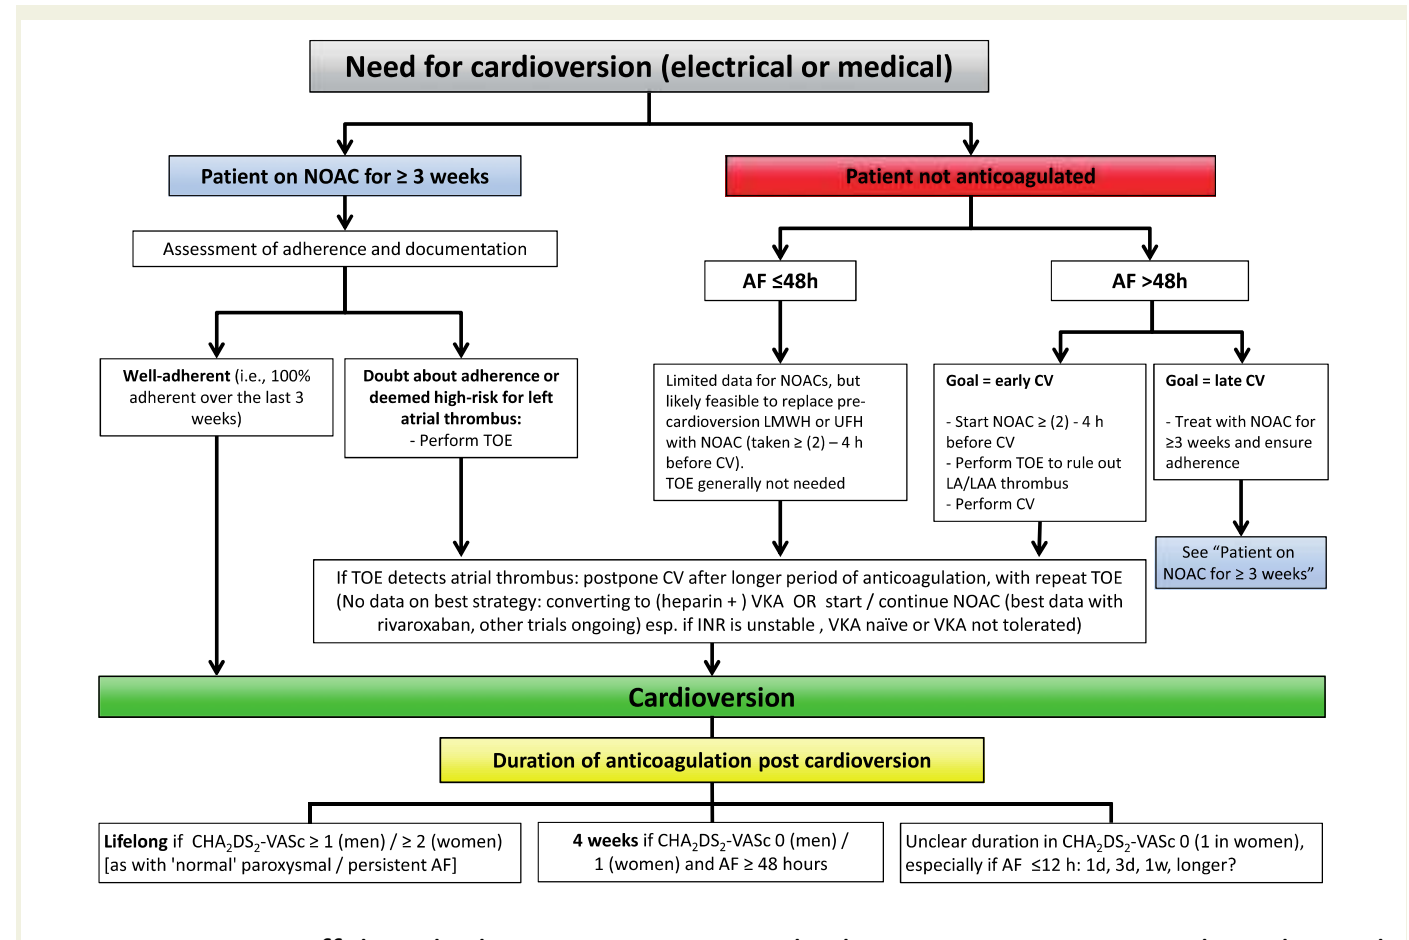 Need for cardioversion (electrical or medical)
Patient on NOAC for ≥ 3 weeks
Patient not anticoagulated
Assessment of adherence and documentation
AF ≤48h
AF >48h
Well-adherent (i.e., 100%
adherent over the last 3
weeks)
Doubt about adherence or
deemed high-risk for left
atrial thrombus:
- Perform TOE
Limited data for NOACs, but
likely feasible to replace pre-
cardioversion LMWH or UFH
with NOAC (taken ≥ (2) – 4 h
before CV).
TOE generally not needed
Goal = early CV
- Start NOAC ≥ (2) - 4 h
before CV
- Perform TOE to rule out
LA/LAA thrombus
- Perform CV
Goal = late CV
- Treat with NOAC for
≥3 weeks and ensure
adherence
See “Patient on
NOAC for ≥ 3 weeks”
If TOE detects atrial thrombus: postpone CV after longer period of anticoagulation, with repeat TOE
(No data on best strategy: converting to (heparin + ) VKA OR start / continue NOAC (best data with
rivaroxaban, other trials ongoing) esp. if INR is unstable , VKA naïve or VKA not tolerated)
Cardioversion
Duration of anticoagulation post cardioversion
Lifelong if CHA₂DS₂-VASc ≥ 1 (men) / ≥ 2 (women)
[as with 'normal' paroxysmal / persistent AF]
4 weeks if CHA₂DS₂-VASc 0 (men) /
1 (women) and AF ≥ 48 hours
Unclear duration in CHA₂DS₂-VASc 0 (1 in women),
especially if AF ≤12 h: 1d, 3d, 1w, longer?